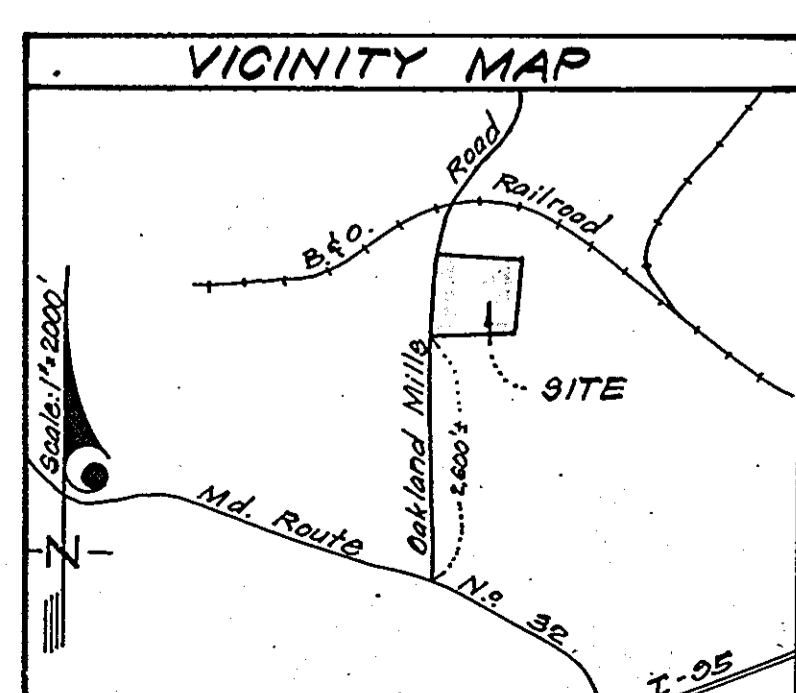 VICINITY MAP
Oakland Mills Road
B.&O. Railroad
Scale: 1"=2000'
SITE
2,600'±
Md. Route No. 32
N
I-95